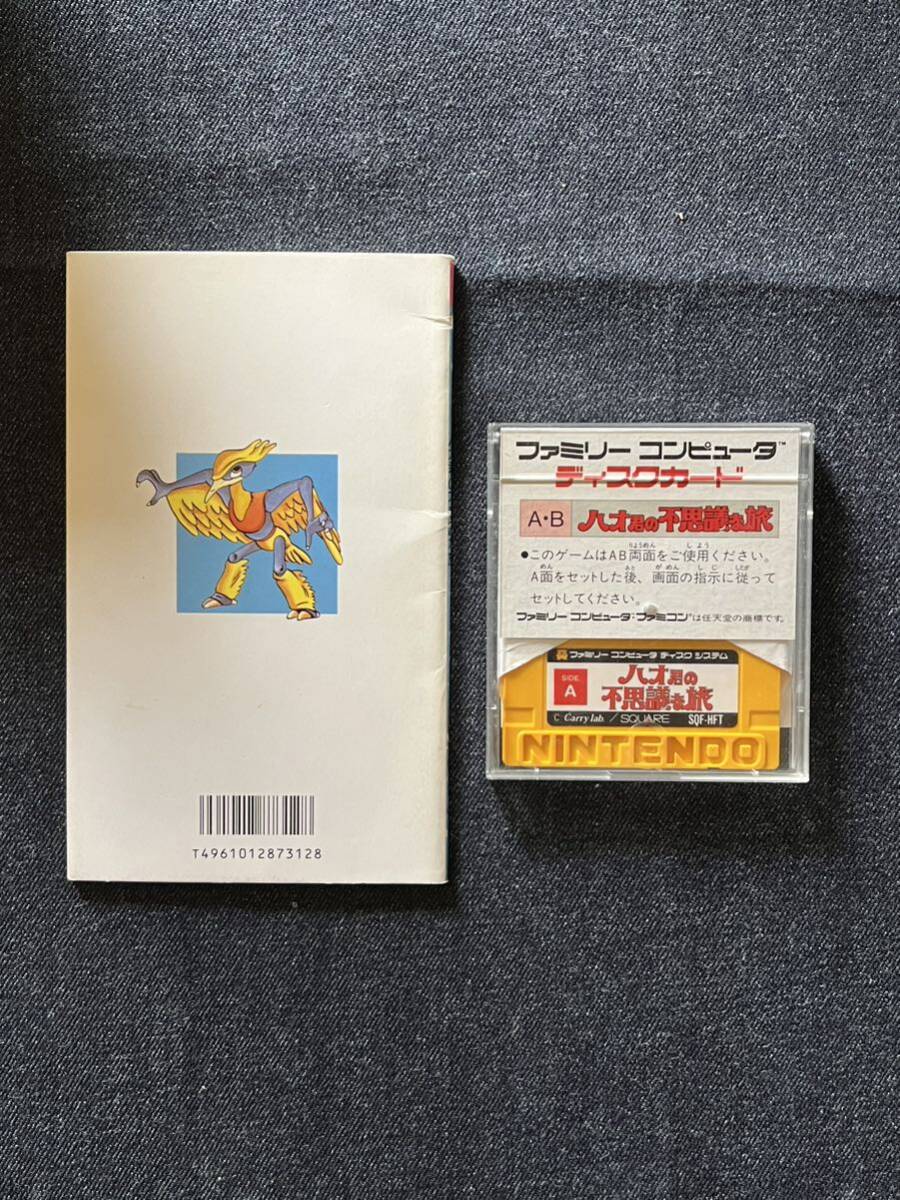 T4961012873128
ファミリー コンピュータ™
ディスクカード
A・B ハオ君の不思議な旅
●このゲームはAB両面をご使用ください。
A面をセットした後、画面の指示に従って
セットしてください。
ファミリー コンピュータ・ファミコン®は任天堂の商標です。
ファミリー コンピュータ ディスク システム
SIDE A
ハオ君の
不思議な旅
© Carry lab. / SQUARE SQF-HFT
NINTENDO